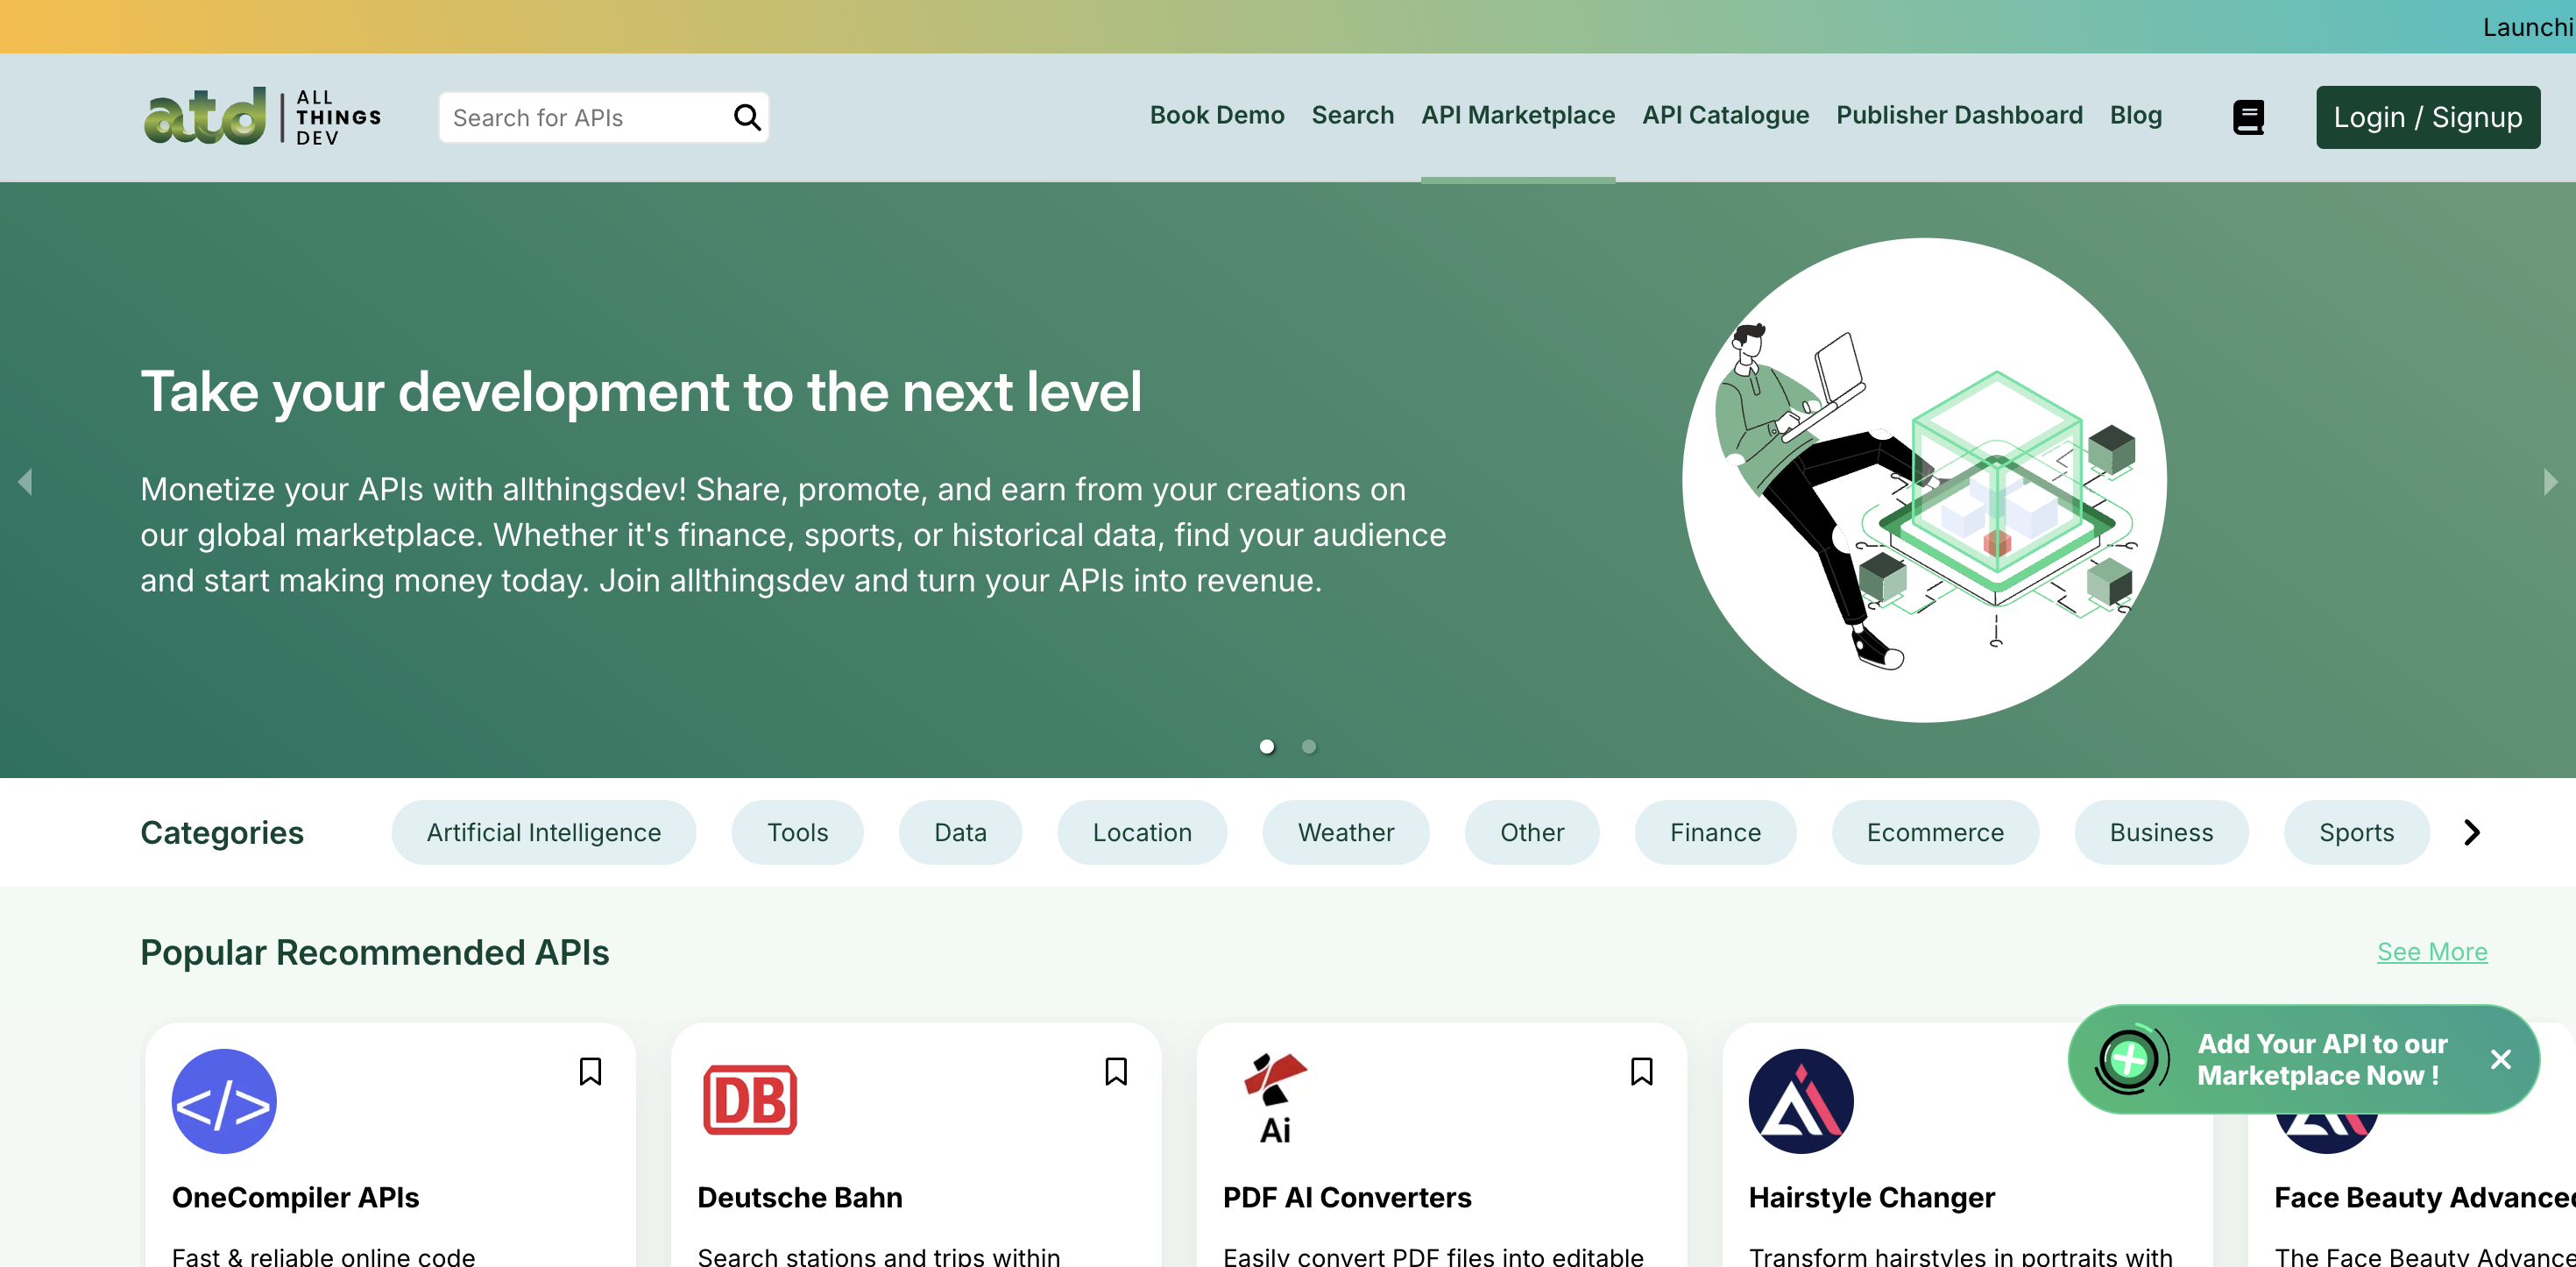 Launchi
atd
ALL
THINGS
DEV
Search for APIs
Book Demo
Search
API Marketplace
API Catalogue
Publisher Dashboard
Blog
Login / Signup
Take your development to the next level
Monetize your APIs with allthingsdev! Share, promote, and earn from your creations on
our global marketplace. Whether it's finance, sports, or historical data, find your audience
and start making money today. Join allthingsdev and turn your APIs into revenue.
Categories
Artificial Intelligence
Tools
Data
Location
Weather
Other
Finance
Ecommerce
Business
Sports
Popular Recommended APIs
See More
Add Your API to our
Marketplace Now !
</>
DB
Ai
OneCompiler APIs
Deutsche Bahn
PDF AI Converters
Hairstyle Changer
Face Beauty Advanced
Fast & reliable online code
Search stations and trips within
Easily convert PDF files into editable
Transform hairstyles in portraits with
The Face Beauty Advance